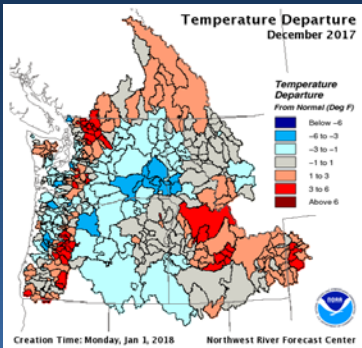 Temperature Departure
December 2017
Temperature
Departure
From Normal (Deg F)
Below -6
-6 to -3
-3 to -1
-1 to 1
1 to 3
3 to 6
Above 6
NOAA
Creation Time: Monday, Jan 1, 2018
Northwest River Forecast Center